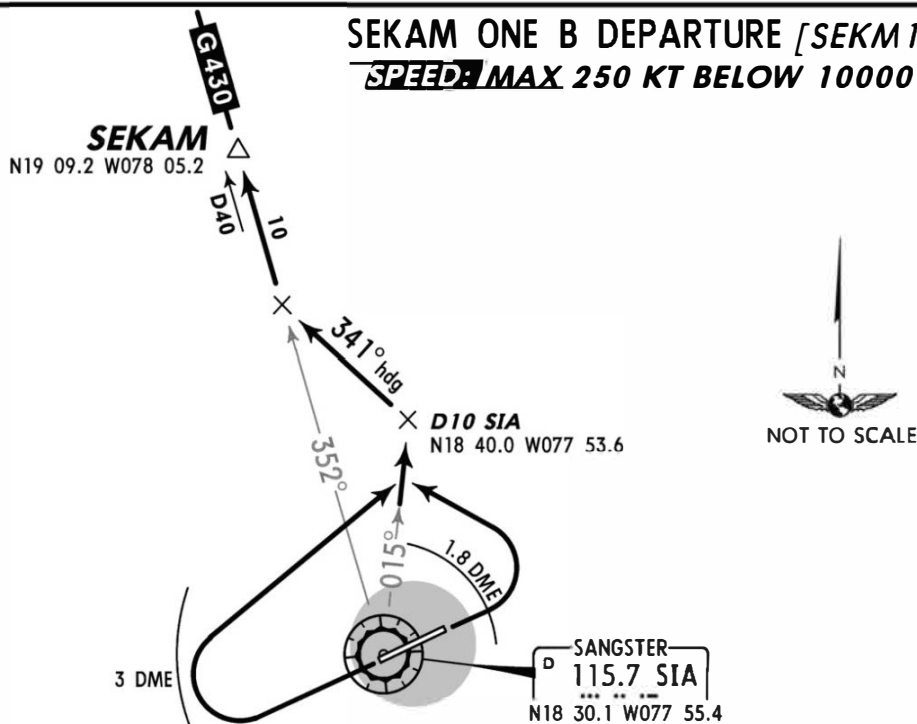 SEKAM ONE B DEPARTURE [SEKM1
SPEED: MAX 250 KT BELOW 10000
G 430
SEKAM
N19 09.2 W078 05.2
D40
10
341° hdg
N
NOT TO SCALE
D10 SIA
N18 40.0 W077 53.6
352°
015°
1.8 DME
3 DME
SANGSTER
D 115.7 SIA
N18 30.1 W077 55.4